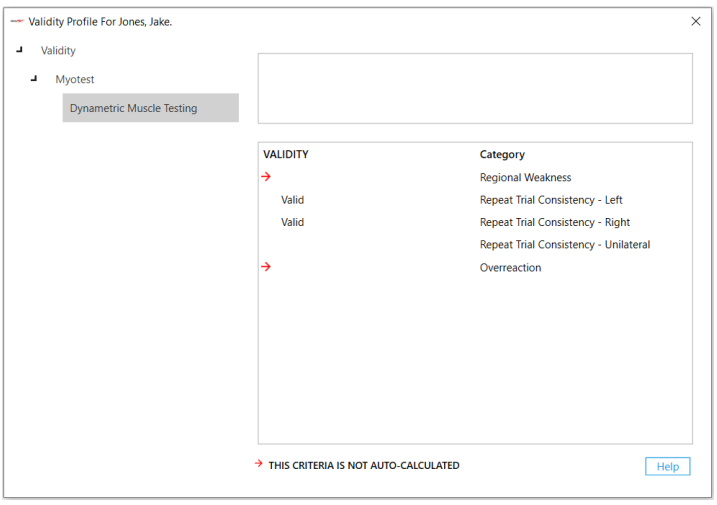 Validity Profile For Jones, Jake.
Validity
Myotest
Dynametric Muscle Testing
VALIDITY Category
Regional Weakness
Valid Repeat Trial Consistency - Left
Valid Repeat Trial Consistency - Right
Repeat Trial Consistency - Unilateral
Overreaction
THIS CRITERIA IS NOT AUTO-CALCULATED
Help